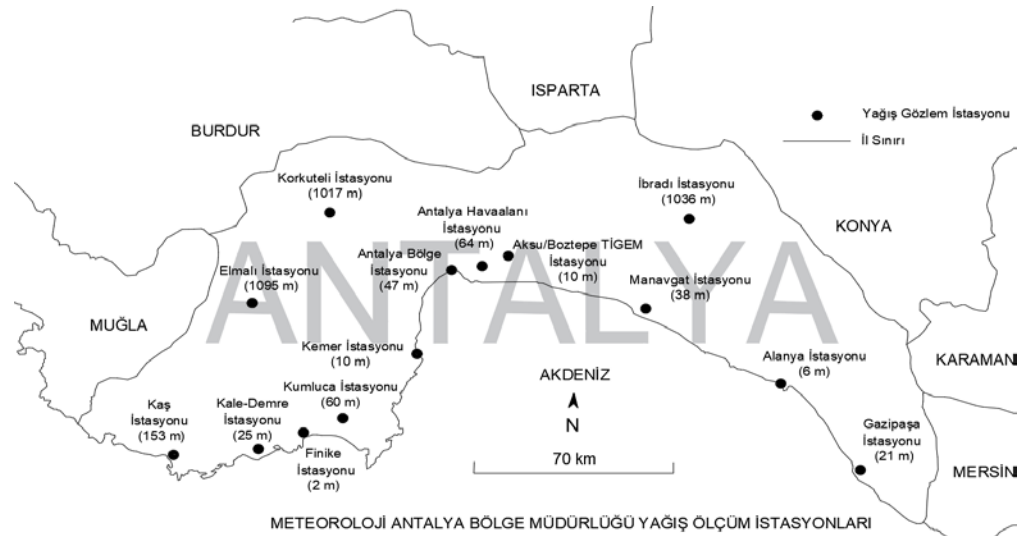 ISPARTA
BURDUR
Yağış Gözlem İstasyonu
İl Sınırı
Korkuteli İstasyonu
(1017 m)
İbradı İstasyonu
(1036 m)
KONYA
Antalya Havaalanı
İstasyonu
(64 m)
Aksu/Boztepe TİGEM
İstasyonu
(10 m)
Antalya Bölge
İstasyonu
(47 m)
Elmalı İstasyonu
(1095 m)
Manavgat İstasyonu
(38 m)
ANTALYA
MUĞLA
Kemer İstasyonu
(10 m)
Alanya İstasyonu
(6 m)
KARAMAN
AKDENİZ
N
Kumluca İstasyonu
(60 m)
Kaş
İstasyonu
(153 m)
Kale-Demre
İstasyonu
(25 m)
Finike
İstasyonu
(2 m)
70 km
Gazipaşa
İstasyonu
(21 m)
MERSİN
METEOROLOJİ ANTALYA BÖLGE MÜDÜRLÜĞÜ YAĞIŞ ÖLÇÜM İSTASYONLARI